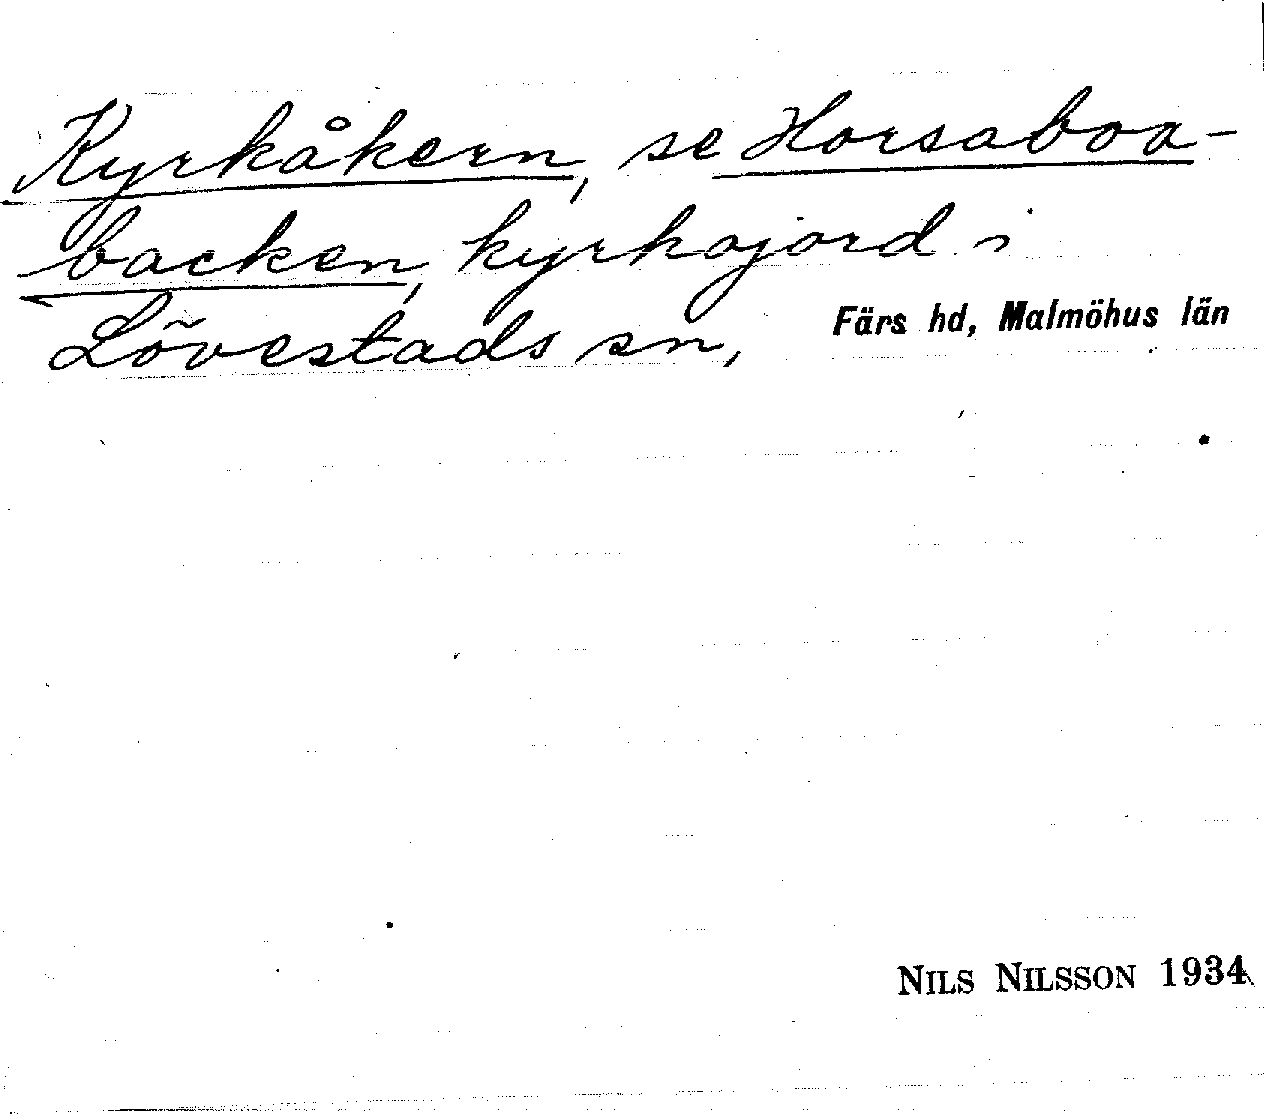 Kyrkåkern, se Horsaboa-
backen, kyrkojord i
Lövestads sn, Färs hd, Malmöhus län
NILS NILSSON 1934